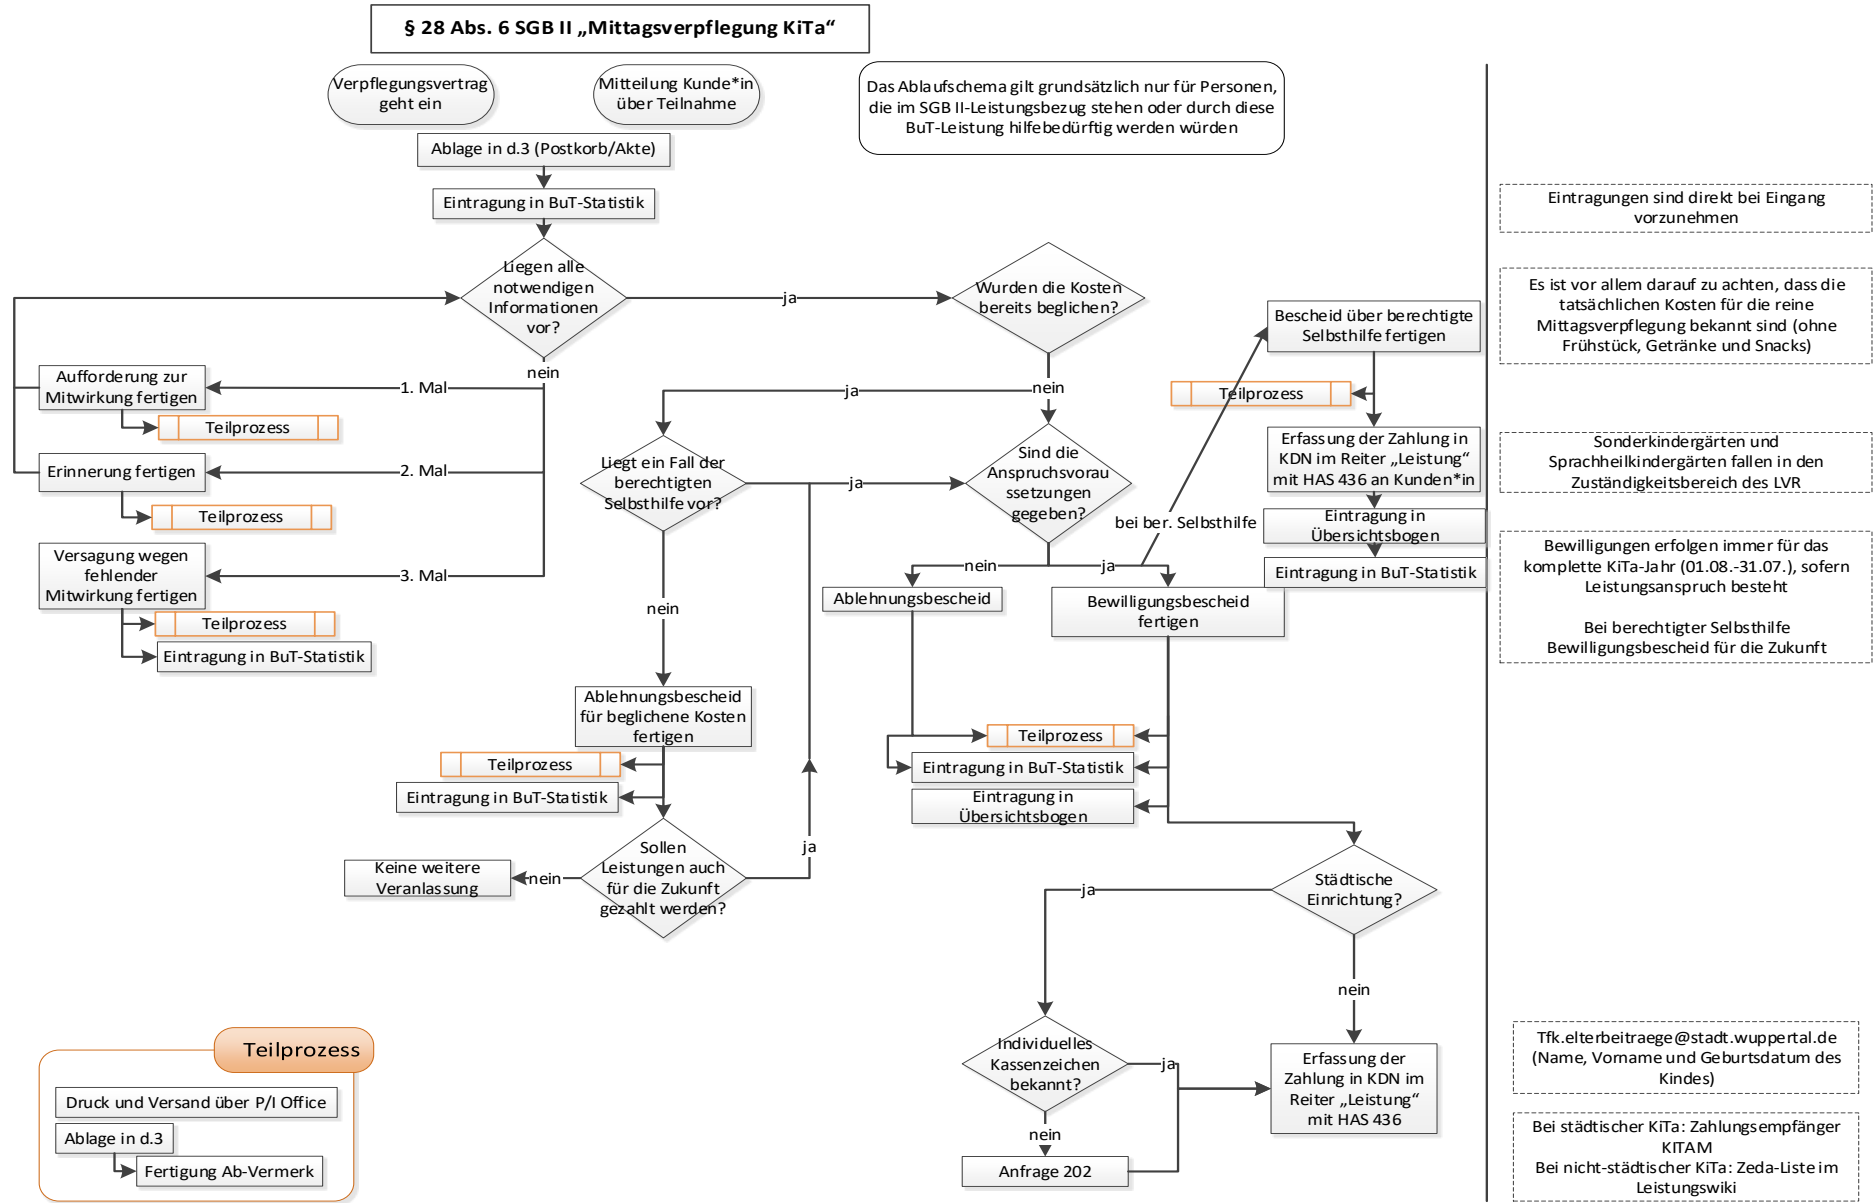 § 28 Abs. 6 SGB II „Mittagsverpflegung KiTa“
Verpflegungsvertrag
geht ein
Mitteilung Kunde*in
über Teilnahme
Das Ablaufschema gilt grundsätzlich nur für Personen,
die im SGB II-Leistungsbezug stehen oder durch diese
BuT-Leistung hilfebedürftig werden würden
Ablage in d.3 (Postkorb/Akte)
Eintragung in BuT-Statistik
Liegen alle
notwendigen
Informationen
vor?
ja
nein
1. Mal
2. Mal
3. Mal
Aufforderung zur
Mitwirkung fertigen
Teilprozess
Erinnerung fertigen
Teilprozess
Versagung wegen
fehlender
Mitwirkung fertigen
Teilprozess
Eintragung in BuT-Statistik
Wurden die Kosten
bereits beglichen?
ja
nein
Liegt ein Fall der
berechtigten
Selbsthilfe vor?
ja
nein
Ablehnungsbescheid
für beglichene Kosten
fertigen
Teilprozess
Eintragung in BuT-Statistik
Sollen
Leistungen auch
für die Zukunft
gezahlt werden?
nein
ja
Keine weitere
Veranlassung
Sind die
Anspruchsvorau
ssetzungen
gegeben?
nein
ja
bei ber. Selbsthilfe
Ablehnungsbescheid
Bewilligungsbescheid
fertigen
Teilprozess
Eintragung in BuT-Statistik
Eintragung in
Übersichtsbogen
Bescheid über berechtigte
Selbsthilfe fertigen
Teilprozess
Erfassung der Zahlung in
KDN im Reiter „Leistung“
mit HAS 436 an Kunden*in
Eintragung in
Übersichtsbogen
Eintragung in BuT-Statistik
Städtische
Einrichtung?
ja
nein
Individuelles
Kassenzeichen
bekannt?
ja
nein
Anfrage 202
Erfassung der
Zahlung in KDN im
Reiter „Leistung“
mit HAS 436
Teilprozess
Druck und Versand über P/I Office
Ablage in d.3
Fertigung Ab-Vermerk
Eintragungen sind direkt bei Eingang
vorzunehmen
Es ist vor allem darauf zu achten, dass die
tatsächlichen Kosten für die reine
Mittagsverpflegung bekannt sind (ohne
Frühstück, Getränke und Snacks)
Sonderkindergärten und
Sprachheilkindergärten fallen in den
Zuständigkeitsbereich des LVR
Bewilligungen erfolgen immer für das
komplette KiTa-Jahr (01.08.-31.07.), sofern
Leistungsanspruch besteht
Bei berechtigter Selbsthilfe
Bewilligungsbescheid für die Zukunft
Tfk.elterbeitraege@stadt.wuppertal.de
(Name, Vorname und Geburtsdatum des
Kindes)
Bei städtischer KiTa: Zahlungsempfänger
KITAM
Bei nicht-städtischer KiTa: Zeda-Liste im
Leistungswiki